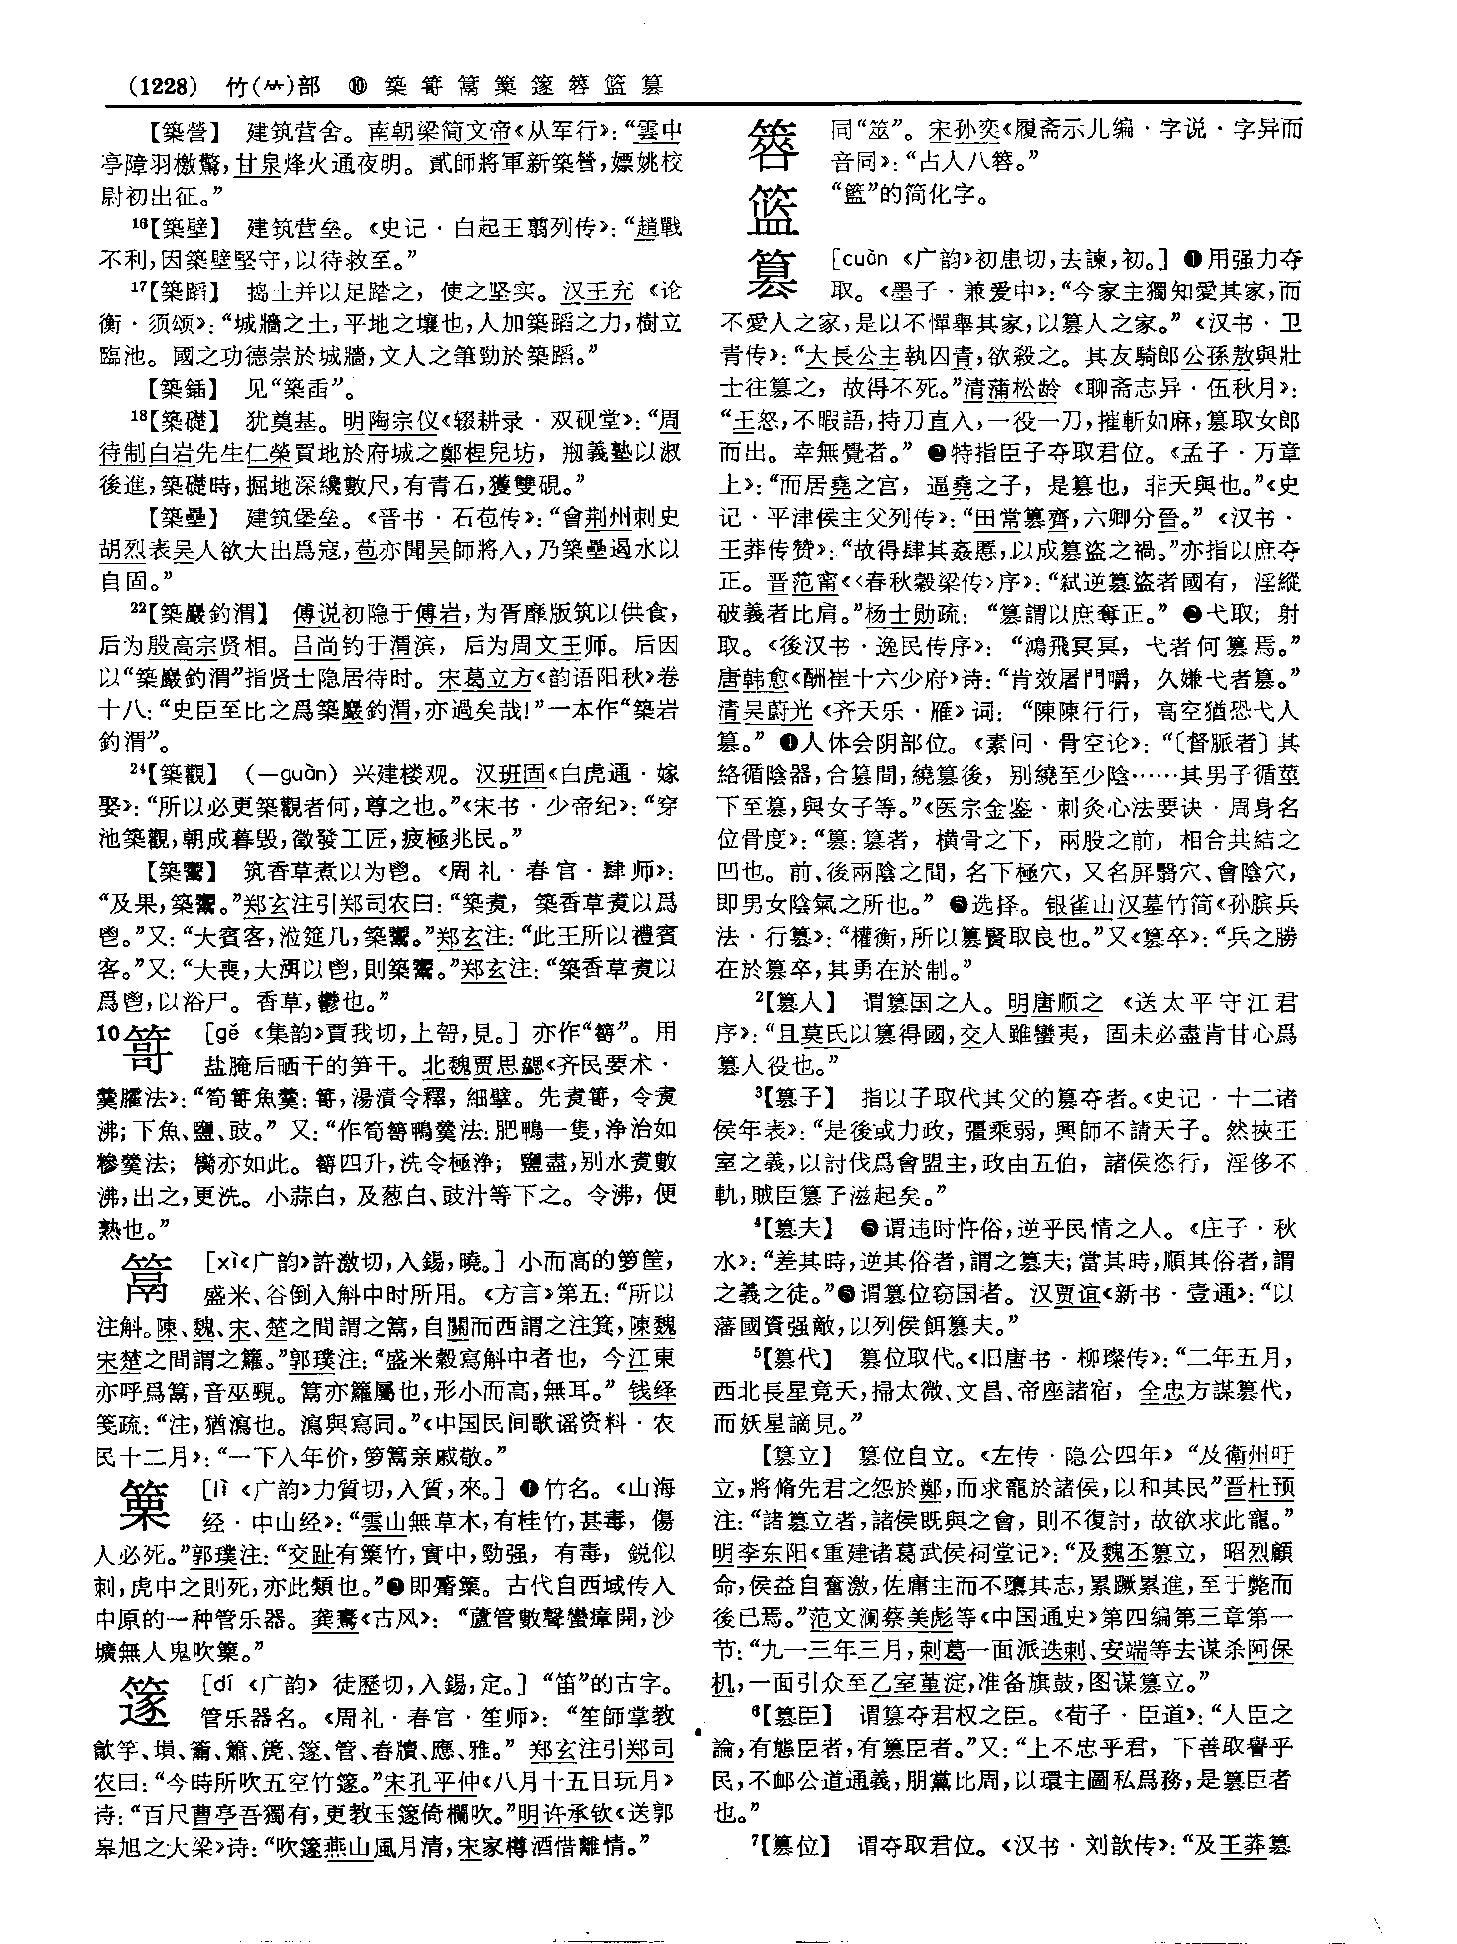 (1228) 竹(⺮)部 ⑩ 築 笴 篙 篥 篴 簭 篮 篡
【築營】 建筑营舍。南朝梁简文帝《从军行》：“雲中
亭障羽檄驚，甘泉烽火通夜明。貳師將軍新築營，嫖姚校
尉初出征。”
16【築壁】 建筑营垒。《史记·白起王翦列传》：“趙戰
不利，因築壁堅守，以待救至。”
17【築蹈】 捣土并以足踏之，使之坚实。汉王充《论
衡·须颂》：“城牆之土，平地之壤也，人加築蹈之力，樹立
臨池。國之功德崇於城牆，文人之筆勁於築蹈。”
【築鍤】 见“築臿”。
18【築礎】 犹奠基。明陶宗仪《辍耕录·双砚堂》：“周
待制白岩先生仁榮買地於府城之鄭桯兒坊，剏義塾以淑
後進，築礎時，掘地深纔數尺，有青石，獲雙硯。”
【築壘】 建筑堡垒。《晋书·石苞传》：“會荆州刺史
胡烈表吴人欲大出爲寇，苞亦聞吴師將入，乃築壘遏水以
自固。”
22【築巖釣渭】 傅说初隐于傅岩，为胥靡版筑以供食，
后为殷高宗贤相。吕尚钓于渭滨，后为周文王师。后因
以“築巖釣渭”指贤士隐居待时。宋葛立方《韵语阳秋》卷
十八：“史臣至比之爲築巖釣渭，亦過矣哉！”一本作“築岩
釣渭”。
24【築觀】 （—guàn）兴建楼观。汉班固《白虎通·嫁
娶》：“所以必更築觀者何，尊之也。”《宋书·少帝纪》：“穿
池築觀，朝成暮毁，徵發工匠，疲極兆民。”
【築鬻】 筑香草煮以为鬯。《周礼·春官·肆师》：
“及果，築鬻。”郑玄注引郑司农曰：“築煑，築香草煑以爲
鬯。”又：“大賓客，涖筵几，築鬻。”郑玄注：“此王所以禮賓
客。”又：“大喪，大渳以鬯，則築鬻。”郑玄注：“築香草煑以
爲鬯，以浴尸。香草，鬱也。”
10笴 [gě 《集韵》賈我切，上哿，見。] 亦作“䈓”。用
盐腌后晒干的笋干。北魏贾思勰《齐民要术·
羹臛法》：“筍笴魚羹：笴，湯漬令釋，細擘。先煑笴，令煑
沸；下魚、鹽、豉。”又：“作筍笴鴨羹法：肥鴨一隻，净治如
糝羹法；臠亦如此。笴四升，洗令極浄；鹽盡，别水煑數
沸，出之，更洗。小蒜白，及葱白、豉汁等下之。令沸，便
熟也。”
[xì《广韵》許激切，入錫，曉。] 小而高的箩筐，
盛米、谷倒入斛中时所用。《方言》第五：“所以
注斛。陳、魏、宋、楚之間謂之篙，自關而西謂之注箕，陳魏
宋楚之間謂之籮。”郭璞注：“盛米穀寫斛中者也，今江東
亦呼爲篙，音巫覡。篙亦籮屬也，形小而高，無耳。”钱绎
笺疏：“注，猶瀉也。瀉與寫同。”《中国民间歌谣资料·农
民十二月》：“一下入年价，箩篙亲戚敬。”
篥 [lì 《广韵》力質切，入質，來。] ❶竹名。《山海
经·中山经》：“雲山無草木，有桂竹，甚毒，傷
人必死。”郭璞注：“交趾有篥竹，實中，勁强，有毒，鋭似
刺，虎中之則死，亦此類也。”❷即觱篥。古代自西域传入
中原的一种管乐器。龚骞《古风》：“蘆管數聲蠻瘴開，沙
壙無人鬼吹篥。”
篴 [dí 《广韵》徒歷切，入錫，定。] “笛”的古字。
管乐器名。《周礼·春官·笙师》：“笙師掌教
龡竽、塤、籥、簫、篪、篴、管、舂牘、應、雅。”郑玄注引郑司
农曰：“今時所吹五空竹篴。”宋孔平仲《八月十五日玩月》
诗：“百尺曹亭吾獨有，更教玉篴倚欄吹。”明许承钦《送郭
皋旭之大梁》诗：“吹篴燕山風月清，宋家樽酒惜離情。”
同“筮”。宋孙奕《履斋示儿编·字说·字异而
音同》：“占人八簭。”
篮 “籃”的简化字。
篡 [cuàn 《广韵》初患切，去諫，初。] ❶用强力夺
取。《墨子·兼爱中》：“今家主獨知愛其家，而
不愛人之家，是以不憚舉其家，以篡人之家。”《汉书·卫
青传》：“大長公主執囚青，欲殺之。其友騎郎公孫敖與壯
士往篡之，故得不死。”清蒲松龄《聊斋志异·伍秋月》：
“王怒，不暇語，持刀直入，一役一刀，摧斬如麻，篡取女郎
而出。幸無覺者。”❷特指臣子夺取君位。《孟子·万章
上》：“而居堯之宫，逼堯之子，是篡也，非天與也。”《史
记·平津侯主父列传》：“田常篡齊，六卿分晉。”《汉书·
王莽传赞》：“故得肆其姦慝，以成篡盗之禍。”亦指以庶夺
正。晋范甯《〈春秋穀梁传〉序》：“弑逆篡盜者國有，淫縱
破義者比肩。”杨士勋疏：“篡謂以庶奪正。”❸弋取；射
取。《後汉书·逸民传序》：“鴻飛冥冥，弋者何篡焉。”
唐韩愈《酬崔十六少府》诗：“肯效屠門嚼，久嫌弋者篡。”
清吴蔚光《齐天乐·雁》词：“陳陳行行，高空猶恐弋人
篡。”❹人体会阴部位。《素问·骨空论》：“〔督脈者〕其
絡循陰器，合篡間，繞篡後，别繞至少陰……其男子循莖
下至篡，與女子等。”《医宗金鉴·刺灸心法要诀·周身名
位骨度》：“篡：篡者，横骨之下，兩股之前，相合共結之
凹也。前、後兩陰之間，名下極穴，又名屏翳穴、會陰穴，
即男女陰氣之所也。”❺选择。银雀山汉墓竹简《孙膑兵
法·行篡》：“權衡，所以篡賢取良也。”又《篡卒》：“兵之勝
在於篡卒，其勇在於制。”
2【篡人】 谓篡国之人。明唐顺之《送太平守江君
序》：“且莫氏以篡得國，交人雖蠻夷，固未必盡肯甘心爲
篡人役也。”
3【篡子】 指以子取代其父的篡夺者。《史记·十二诸
侯年表》：“是後或力政，彊乘弱，興師不請天子。然挾王
室之義，以討伐爲會盟主，政由五伯，諸侯恣行，淫侈不
軌，賊臣篡子滋起矣。”
4【篡夫】 ㊀谓违时忤俗，逆乎民情之人。《庄子·秋
水》：“差其時，逆其俗者，謂之篡夫；當其時，順其俗者，謂
之義之徒。”㊁谓篡位窃国者。汉贾谊《新书·壹通》：“以
藩國資强敵，以列侯餌篡夫。”
5【篡代】 篡位取代。《旧唐书·柳璨传》：“二年五月，
西北長星竟天，掃太微、文昌、帝座諸宿，全忠方謀篡代，
而妖星謫見。”
【篡立】 篡位自立。《左传·隐公四年》“及衛州吁
立，將脩先君之怨於鄭，而求寵於諸侯，以和其民”晋杜预
注：“諸篡立者，諸侯既與之會，則不復討，故欲求此寵。”
明李东阳《重建诸葛武侯祠堂记》：“及魏丕篡立，昭烈顧
命，侯益自奮激，佐庸主而不墮其志，累蹶累進，至于斃而
後已焉。”范文澜蔡美彪等《中国通史》第四编第三章第一
节：“九一三年三月，剌葛一面派迭剌、安端等去谋杀阿保
机，一面引众至乙室堇淀，准备旗鼓，图谋篡立。”
6【篡臣】 谓篡夺君权之臣。《荀子·臣道》：“人臣之
論，有態臣者，有篡臣者。”又：“上不忠乎君，下善取譽乎
民，不卹公道通義，朋黨比周，以環主圖私爲務，是篡臣者
也。”
7【篡位】 谓夺取君位。《汉书·刘歆传》：“及王莽篡